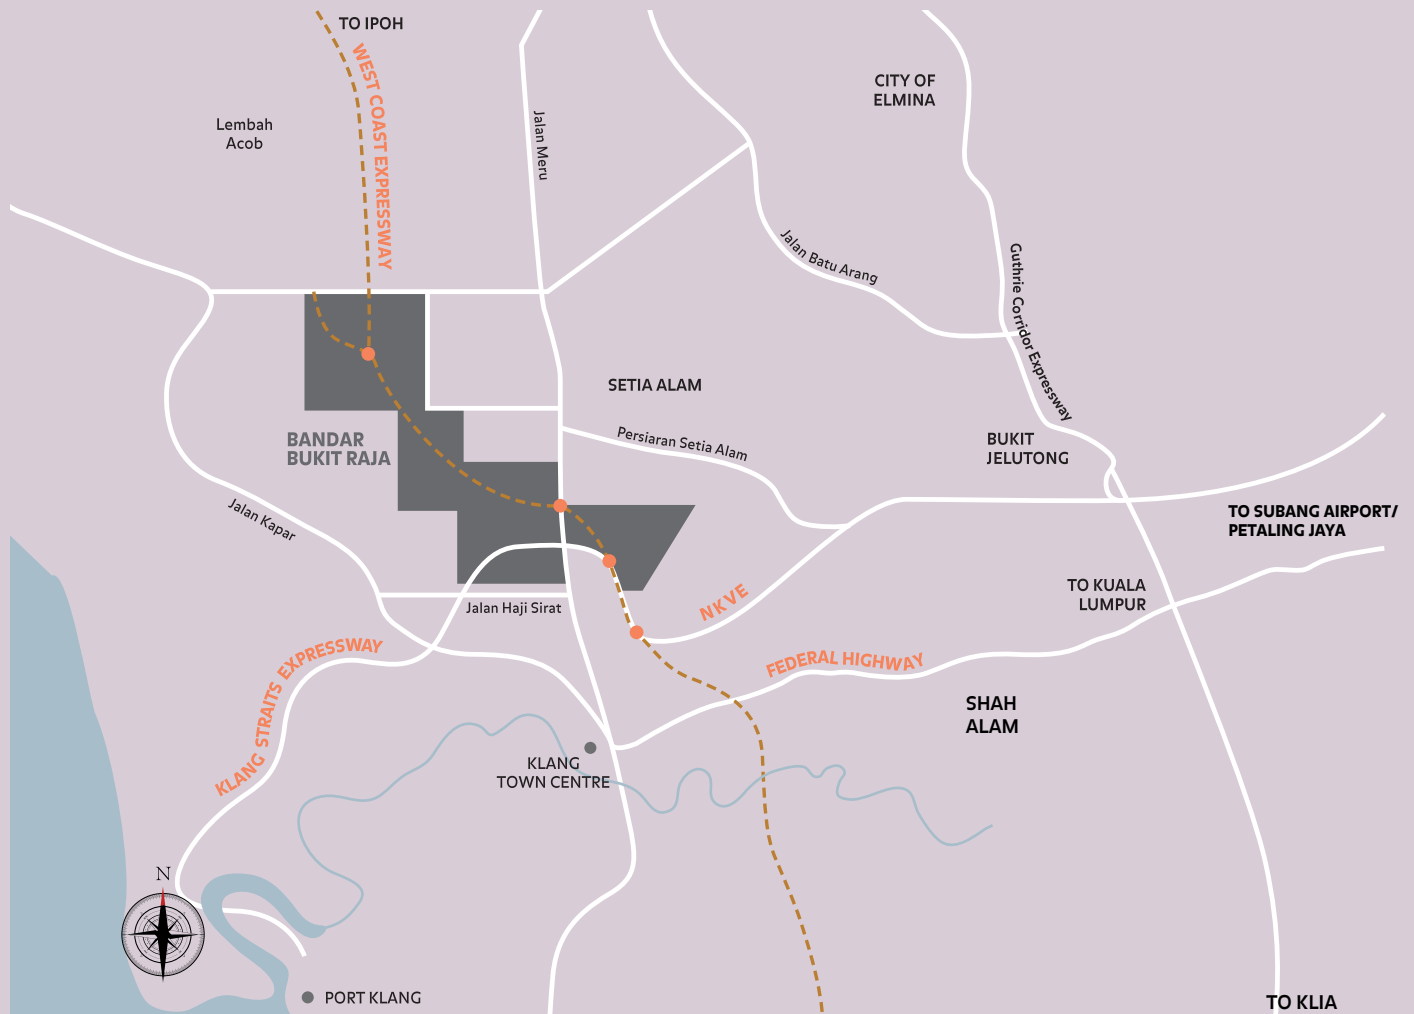 TO IPOH
WEST COAST EXPRESSWAY
CITY OF
ELMINA
Lembah
Acob
Jalan Meru
Jalan Batu Arang
Guthrie Corridor Expressway
SETIA ALAM
Persiaran Setia Alam
BANDAR
BUKIT RAJA
BUKIT
JELUTONG
Jalan Kapar
TO SUBANG AIRPORT/
PETALING JAYA
TO KUALA
LUMPUR
NKVE
Jalan Haji Sirat
KLANG STRAITS EXPRESSWAY
FEDERAL HIGHWAY
SHAH
ALAM
KLANG
TOWN CENTRE
N
PORT KLANG
TO KLIA